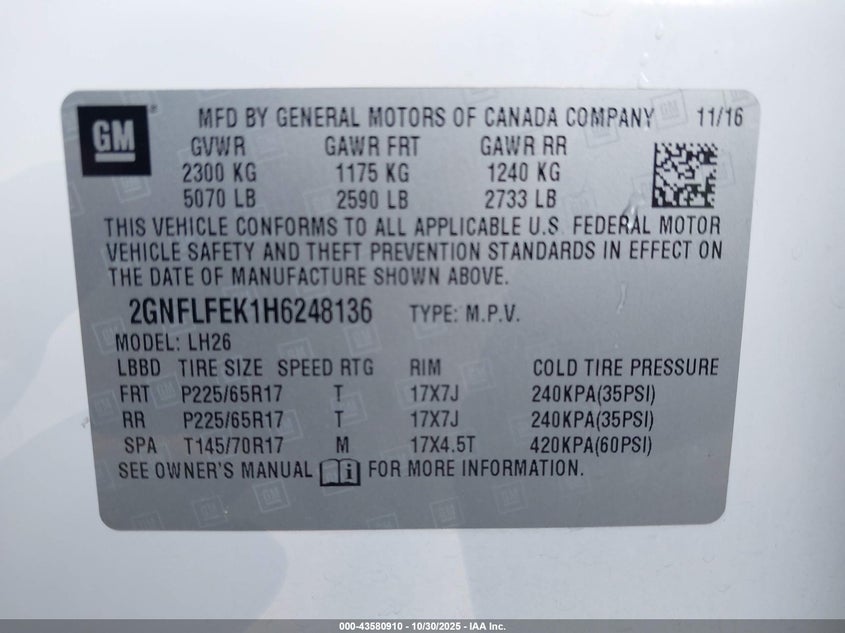 GM ® MFD BY GENERAL MOTORS OF CANADA COMPANY 11/16
GVWR GAWR FRT GAWR RR
2300 KG 1175 KG 1240 KG
5070 LB 2590 LB 2733 LB
THIS VEHICLE CONFORMS TO ALL APPLICABLE U.S. FEDERAL MOTOR
VEHICLE SAFETY AND THEFT PREVENTION STANDARDS IN EFFECT ON
THE DATE OF MANUFACTURE SHOWN ABOVE.
2GNFLFEK1H6248136 TYPE: M.P.V.
MODEL: LH26
LBBD TIRE SIZE SPEED RTG RIM COLD TIRE PRESSURE
FRT P225/65R17 T 17X7J 240KPA(35PSI)
RR P225/65R17 T 17X7J 240KPA(35PSI)
SPA T145/70R17 M 17X4.5T 420KPA(60PSI)
SEE OWNER'S MANUAL i FOR MORE INFORMATION.
000-43580910 - 10/30/2025 - IAA Inc.